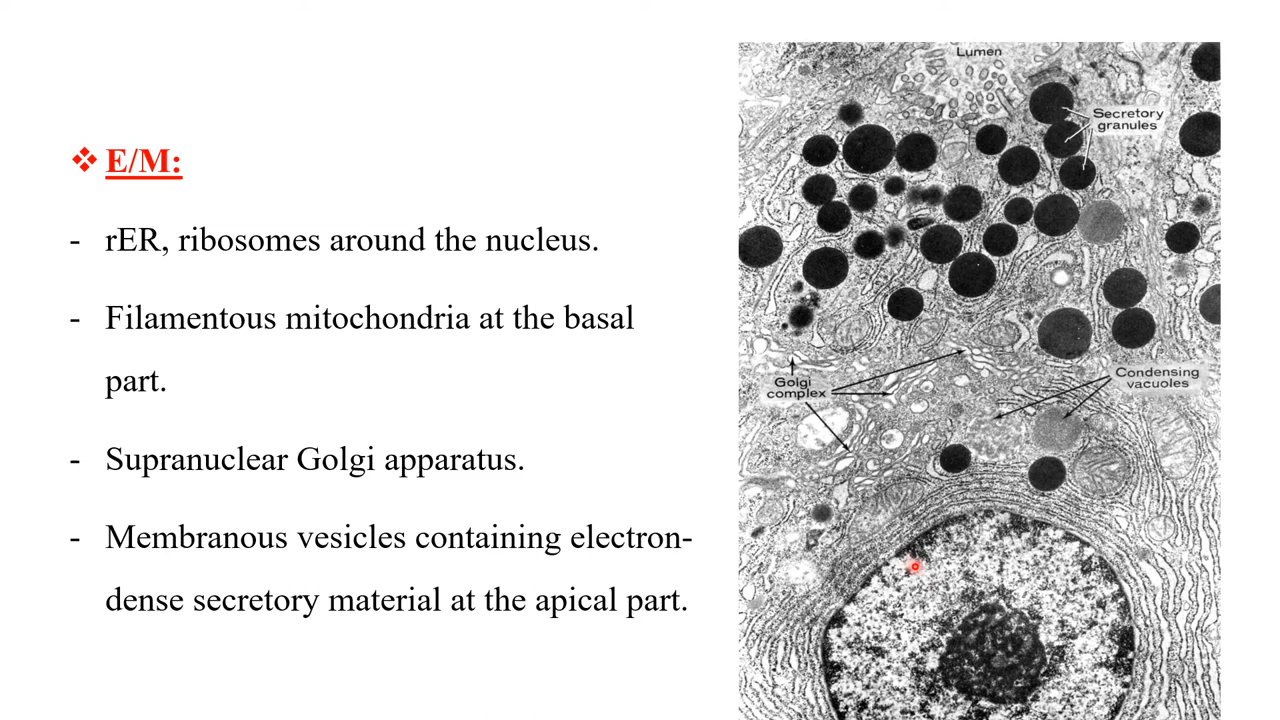 ❖ E/M:
- rER, ribosomes around the nucleus.
- Filamentous mitochondria at the basal
part.
- Supranuclear Golgi apparatus.
- Membranous vesicles containing electron-
dense secretory material at the apical part.
Lumen
Secretory
granules
Golgi
complex
Condensing
vacuoles